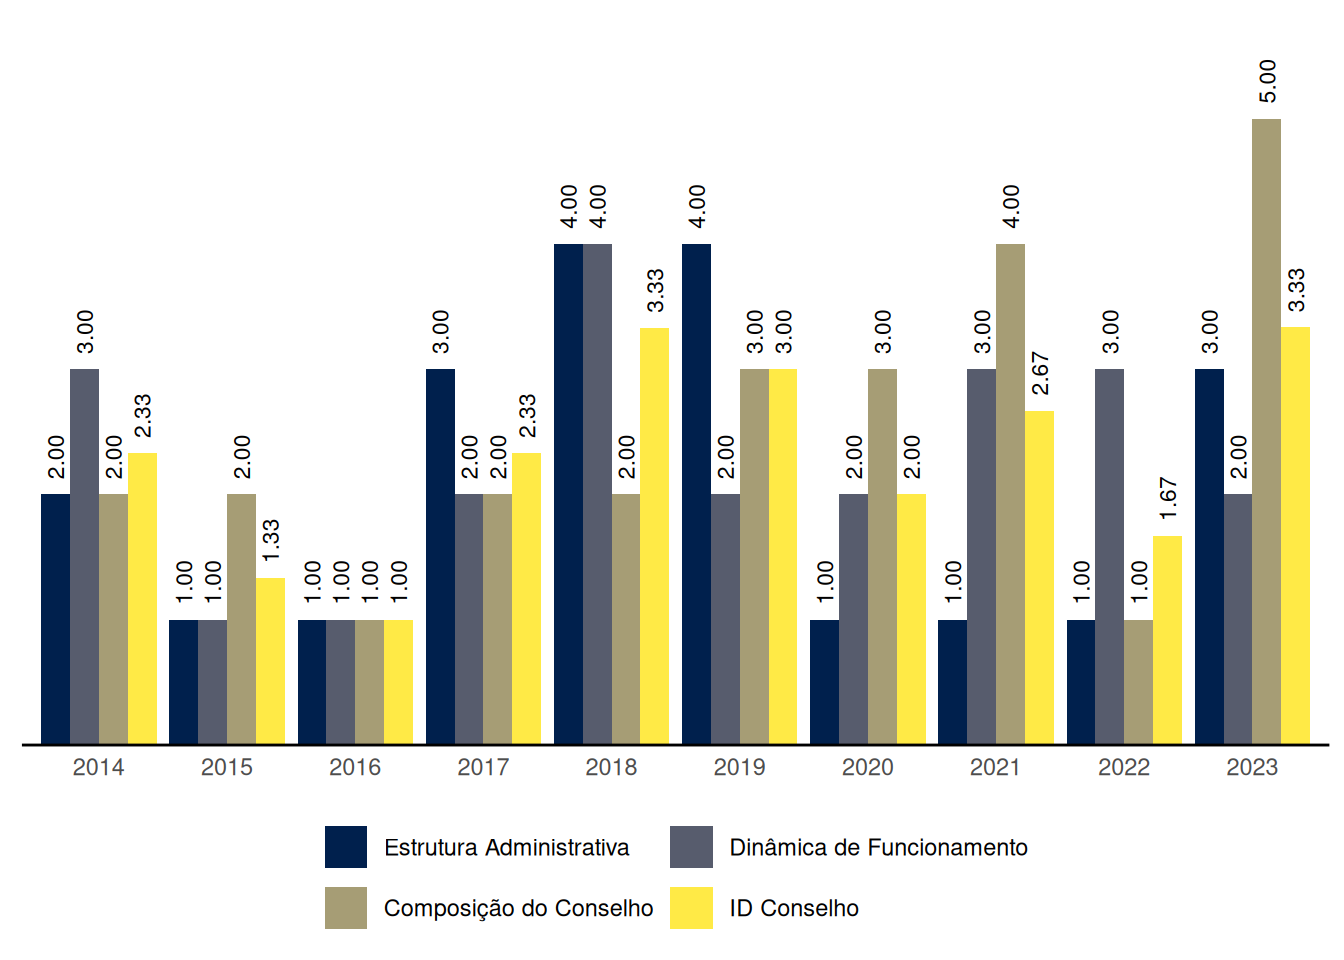 2.00 3.00 2.00 2.33
1.00 1.00 2.00 1.33
1.00 1.00 1.00 1.00
3.00 2.00 2.00 2.33
4.00 4.00 2.00 3.33
4.00 2.00 3.00 3.00
1.00 2.00 3.00 2.00
1.00 3.00 4.00 2.67
1.00 3.00 1.00 1.67
3.00 2.00 5.00 3.33
2014 2015 2016 2017 2018 2019 2020 2021 2022 2023
Estrutura Administrativa Dinâmica de Funcionamento
Composição do Conselho ID Conselho